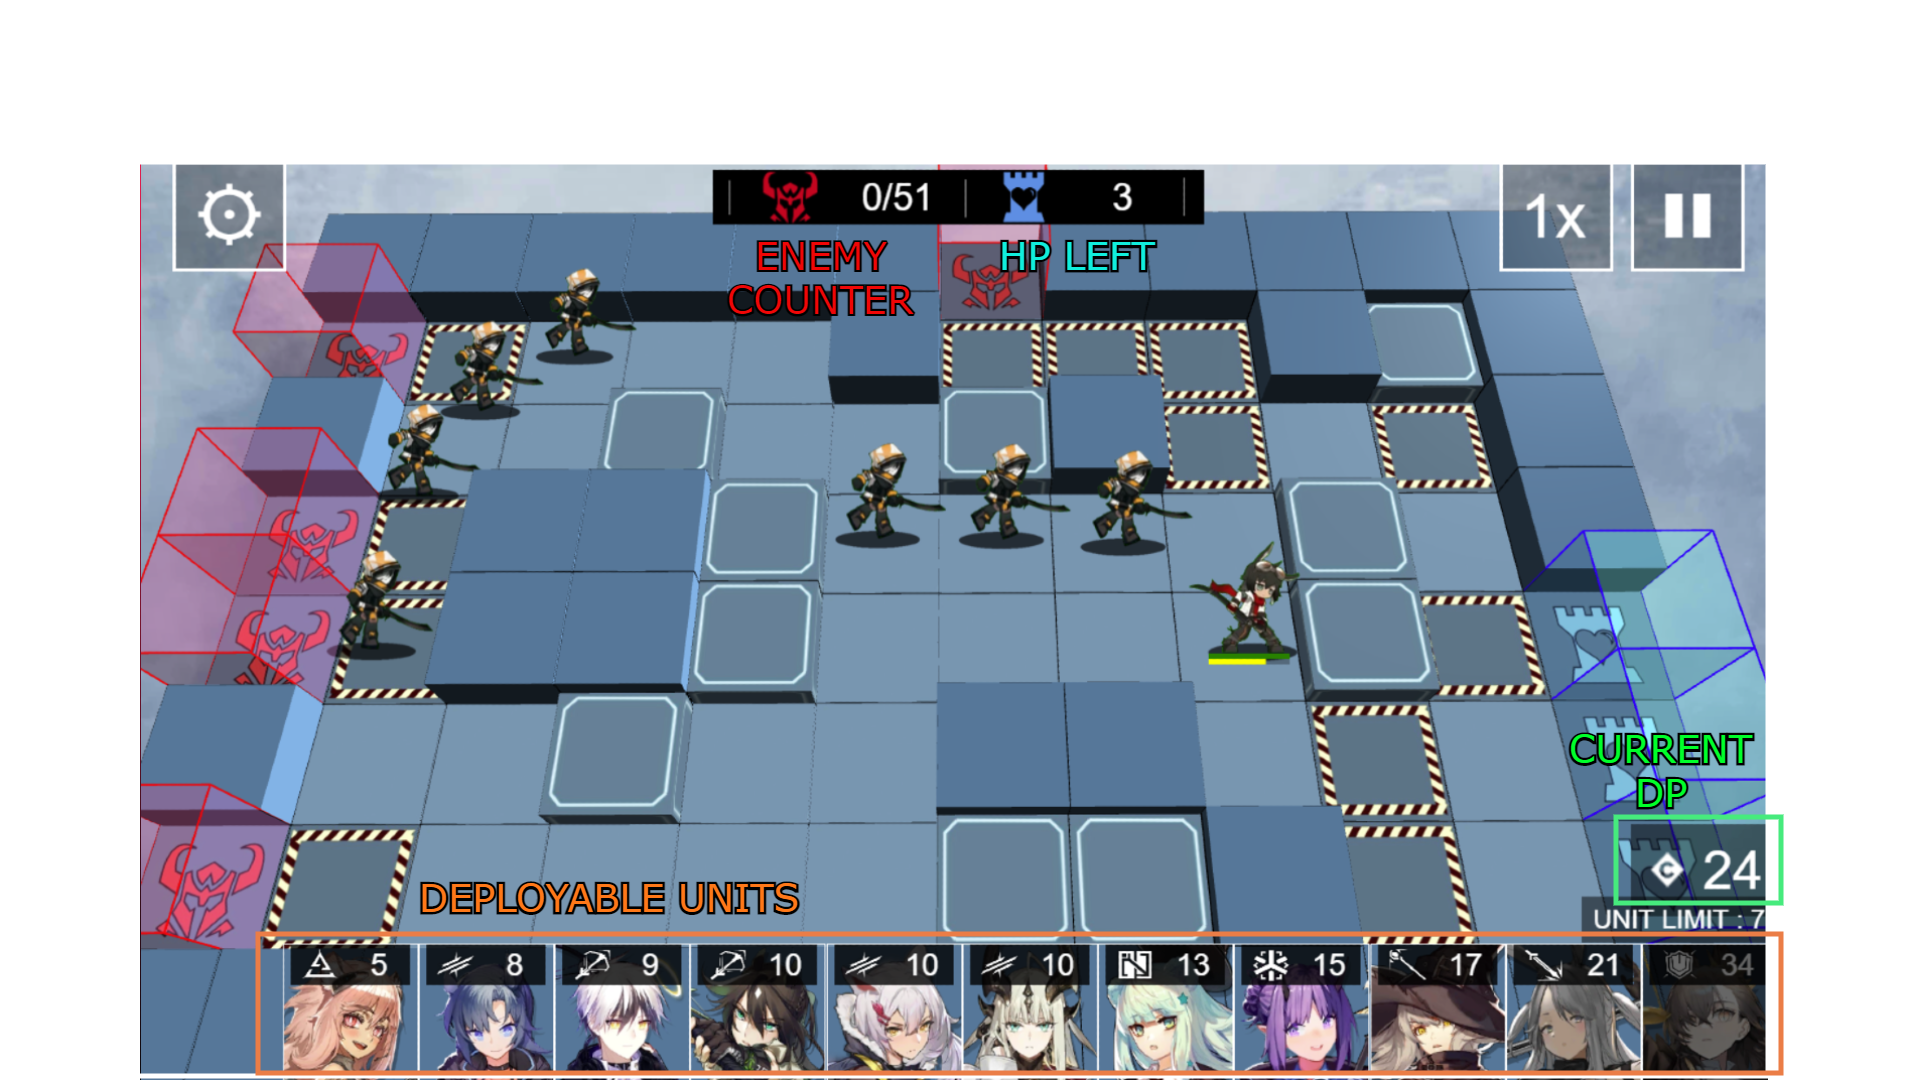 0/51
3
1x
ENEMY
COUNTER
HP LEFT
CURRENT
DP
24
UNIT LIMIT : 7
DEPLOYABLE UNITS
5
8
9
10
10
10
13
15
17
21
34